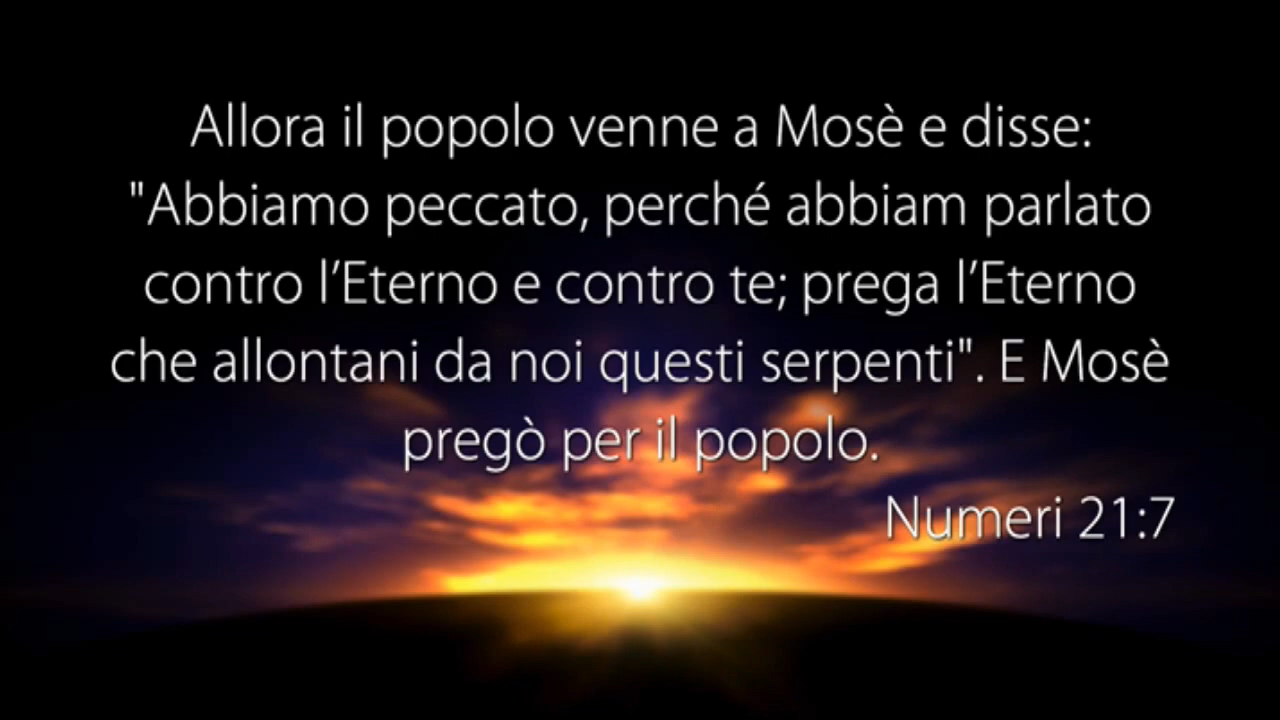 Allora il popolo venne a Mosè e disse:
"Abbiamo peccato, perché abbiam parlato
contro l’Eterno e contro te; prega l’Eterno
che allontani da noi questi serpenti". E Mosè
pregò per il popolo.
Numeri 21:7